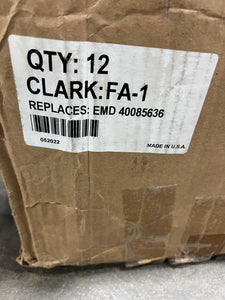 QTY: 12
CLARK:FA-1
REPLACES: EMD 40085636
052022
MADE IN U.S.A.